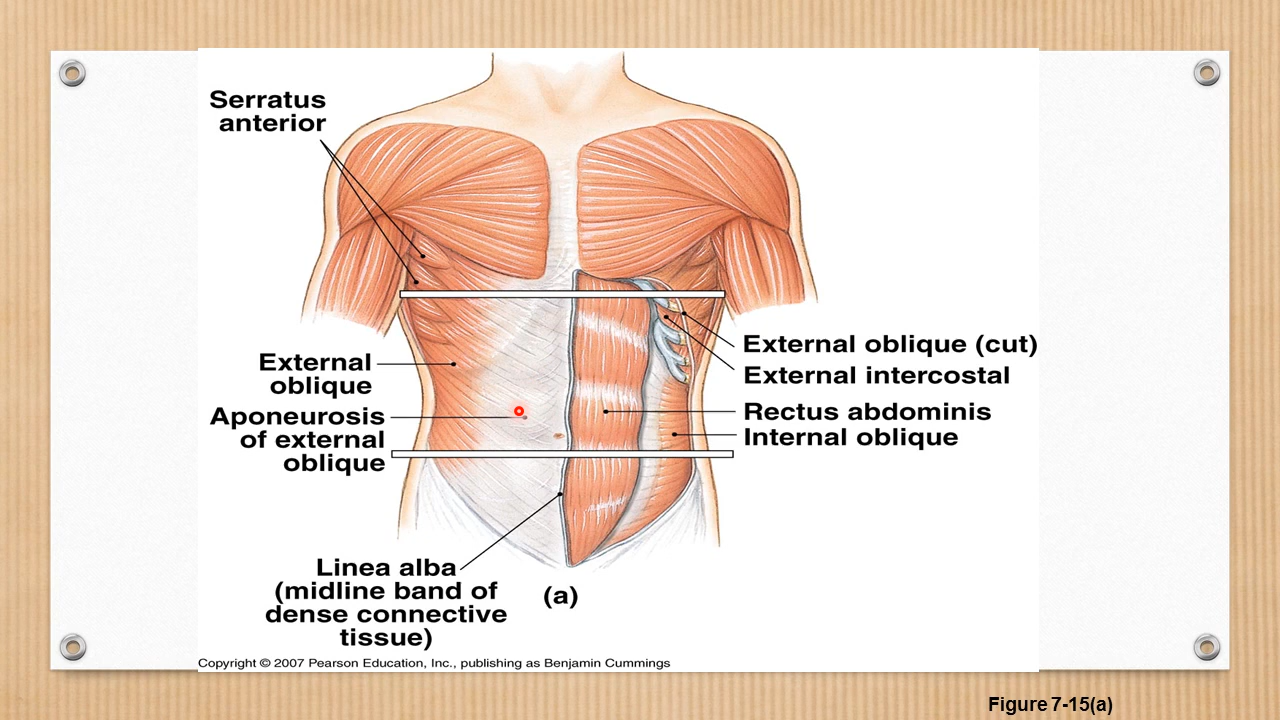 Serratus
anterior
External
oblique
Aponeurosis
of external
oblique
Linea alba
(midline band of
dense connective
tissue)
(a)
External oblique (cut)
External intercostal
Rectus abdominis
Internal oblique
Copyright © 2007 Pearson Education, Inc., publishing as Benjamin Cummings
Figure 7-15(a)